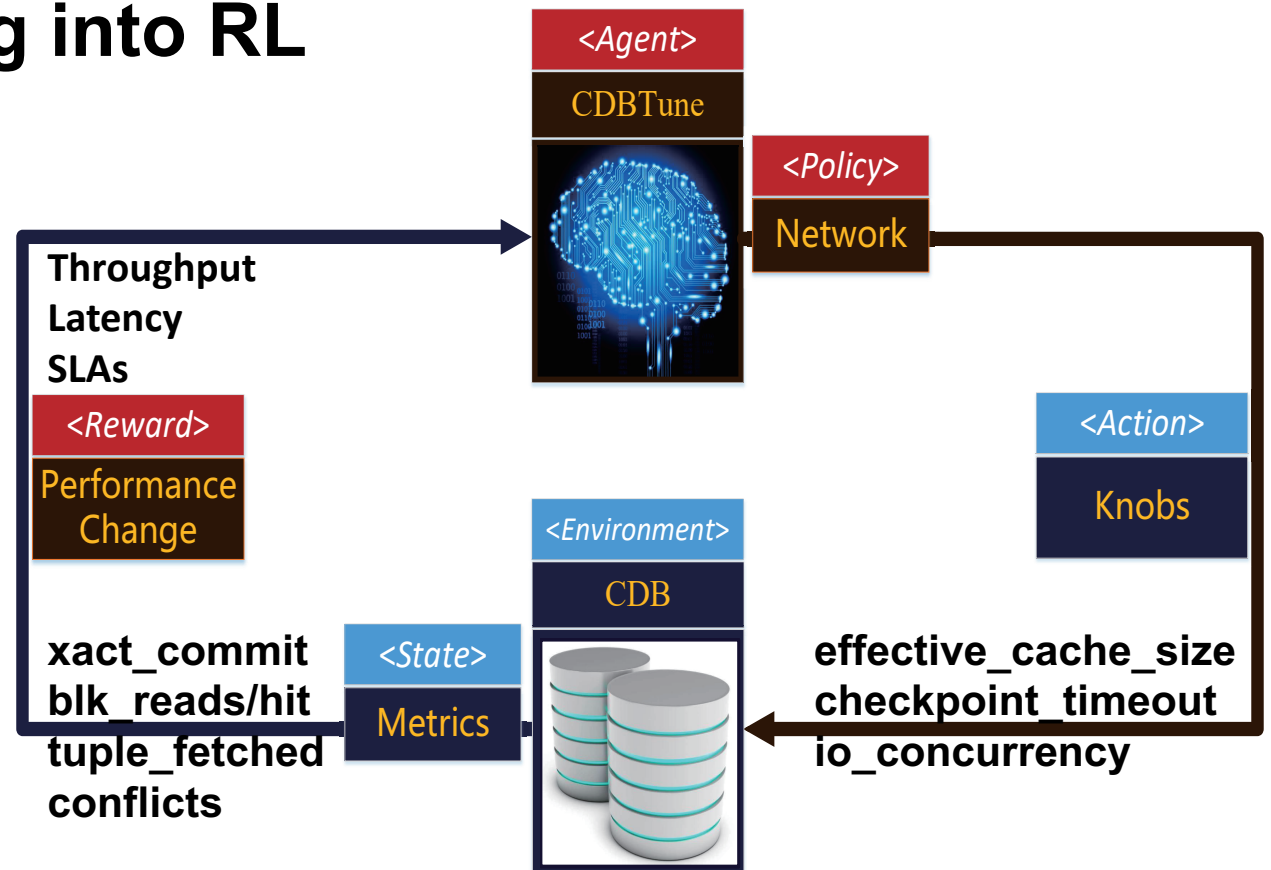 g into RL
<Agent>
CDBTune
<Policy>
Network
Throughput
Latency
SLAs
<Reward>
Performance
Change
<Action>
Knobs
<Environment>
CDB
<State>
Metrics
xact_commit
blk_reads/hit
tuple_fetched
conflicts
effective_cache_size
checkpoint_timeout
io_concurrency